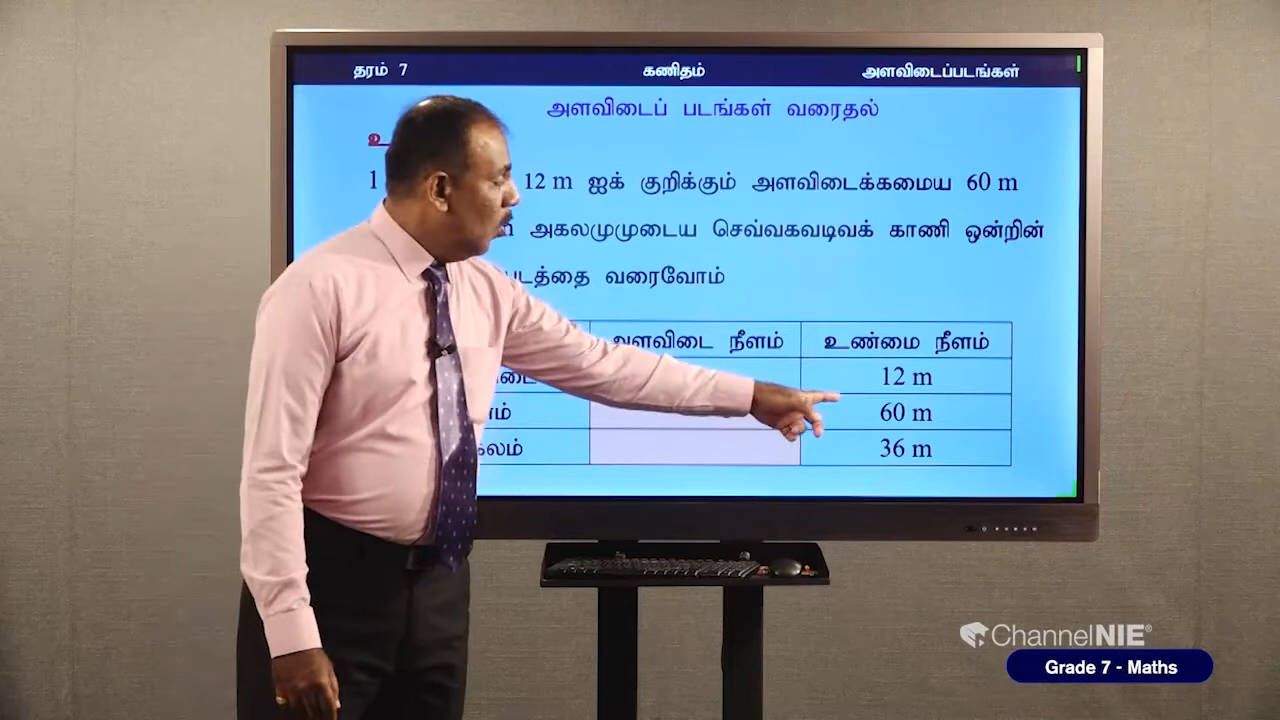 தரம் 7 கணிதம் அளவிடைப்படங்கள்
அளவிடைப் படங்கள் வரைதல்
1 12 m ஐக் குறிக்கும் அளவிடைக்கமைய 60 m
அகலமுமுடைய செவ்வகவடிவக் காணி ஒன்றின்
வரைவோம்
அளவிடை நீளம் உண்மை நீளம்
12 m
60 m
36 m
ChannelNIE®
Grade 7 - Maths